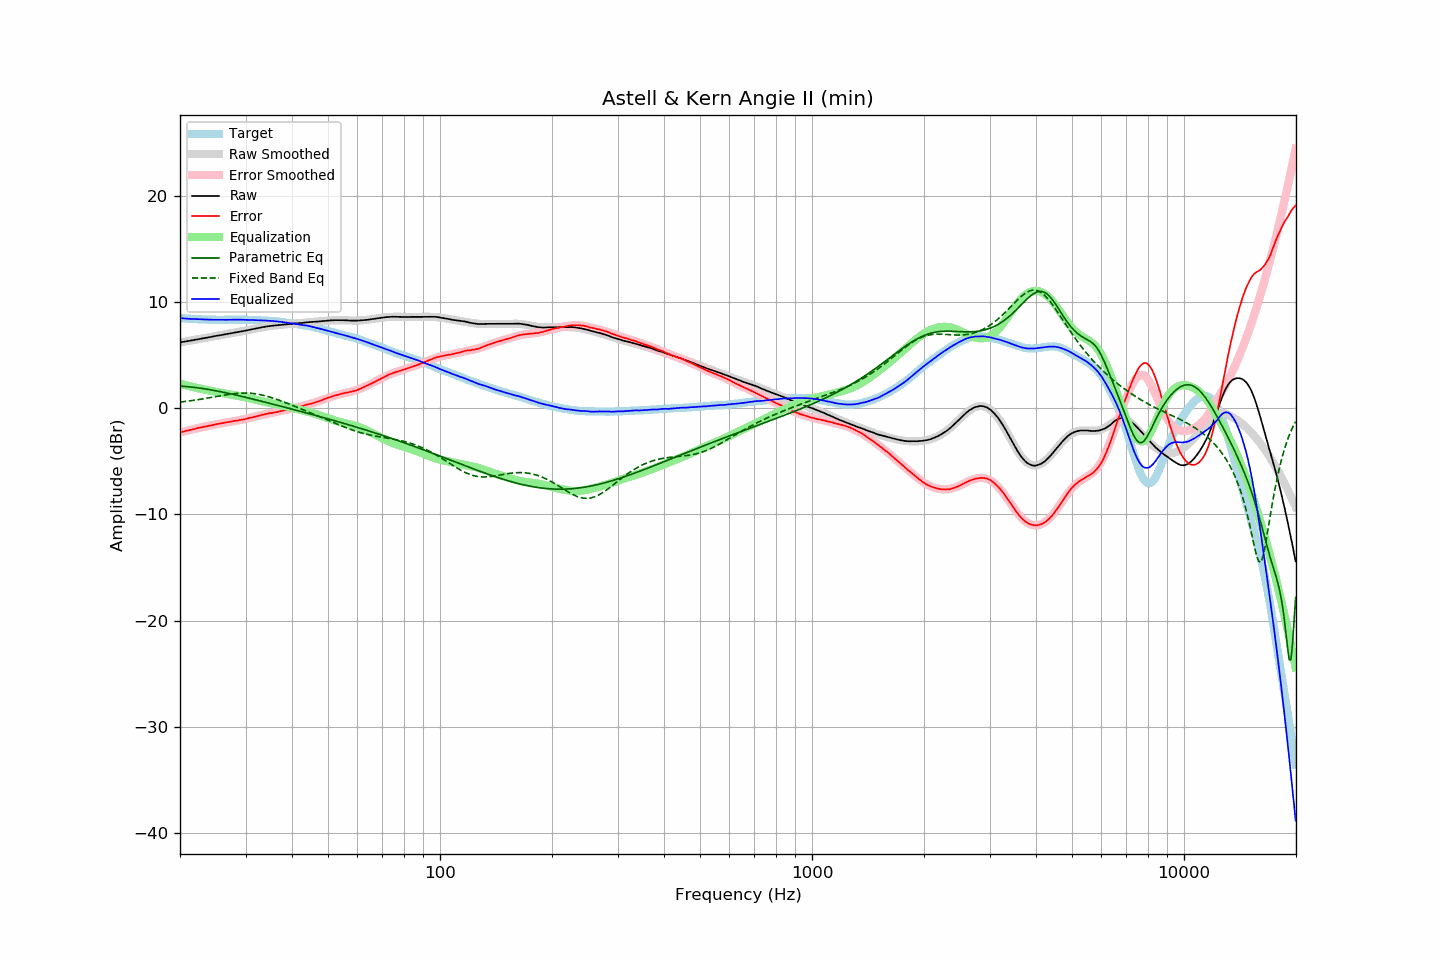 Astell & Kern Angie II (min)
Target
Raw Smoothed
Error Smoothed
Raw
Error
Equalization
Parametric Eq
Fixed Band Eq
Equalized
20
10
0
−10
−20
−30
−40
Amplitude (dBr)
100
1000
10000
Frequency (Hz)